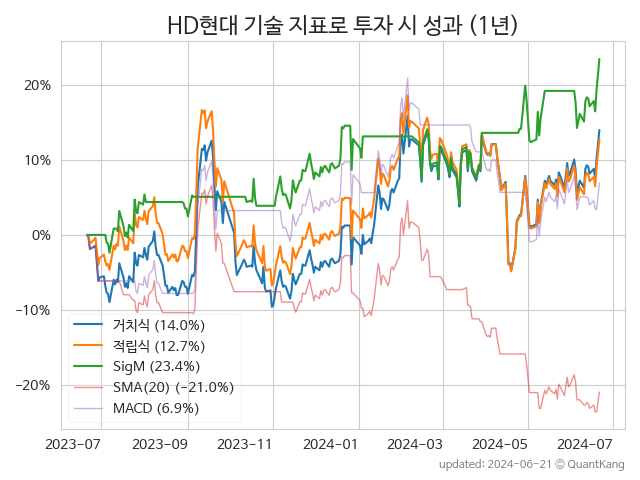 HD현대 기술 지표로 투자 시 성과 (1년)
20%
10%
0%
−10%
−20%
거치식 (14.0%)
적립식 (12.7%)
SigM (23.4%)
SMA(20) (−21.0%)
MACD (6.9%)
2023-07
2023-09
2023-11
2024-01
2024-03
2024-05
2024-07
updated: 2024-06-21 ⓒ QuantKang